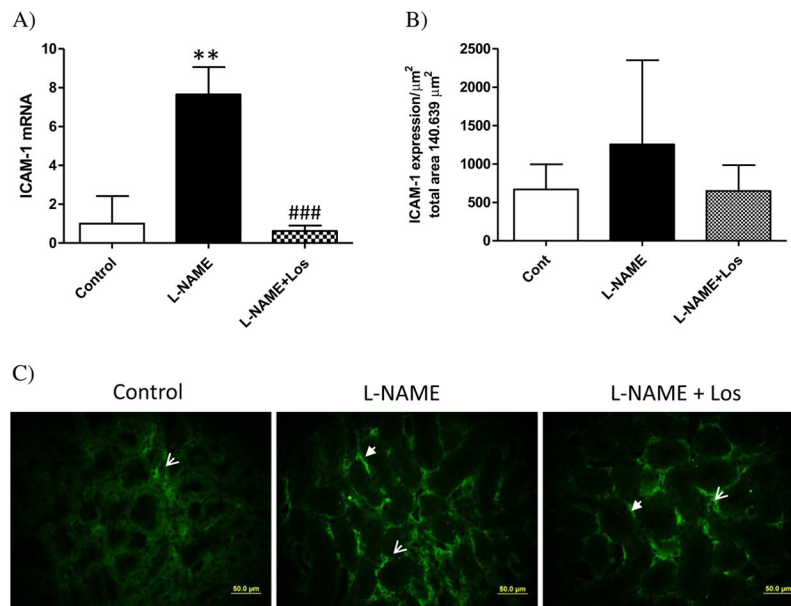 A)
ICAM-1 mRNA
10
8
6
4
2
0
**
###
Control
L-NAME
L-NAME+Los
B)
ICAM-1 expression/μm²
total area 140.639 μm²
2500
2000
1500
1000
500
0
Cont
L-NAME
L-NAME+Los
C)
Control
L-NAME
L-NAME + Los
50.0 μm
50.0 μm
50.0 μm